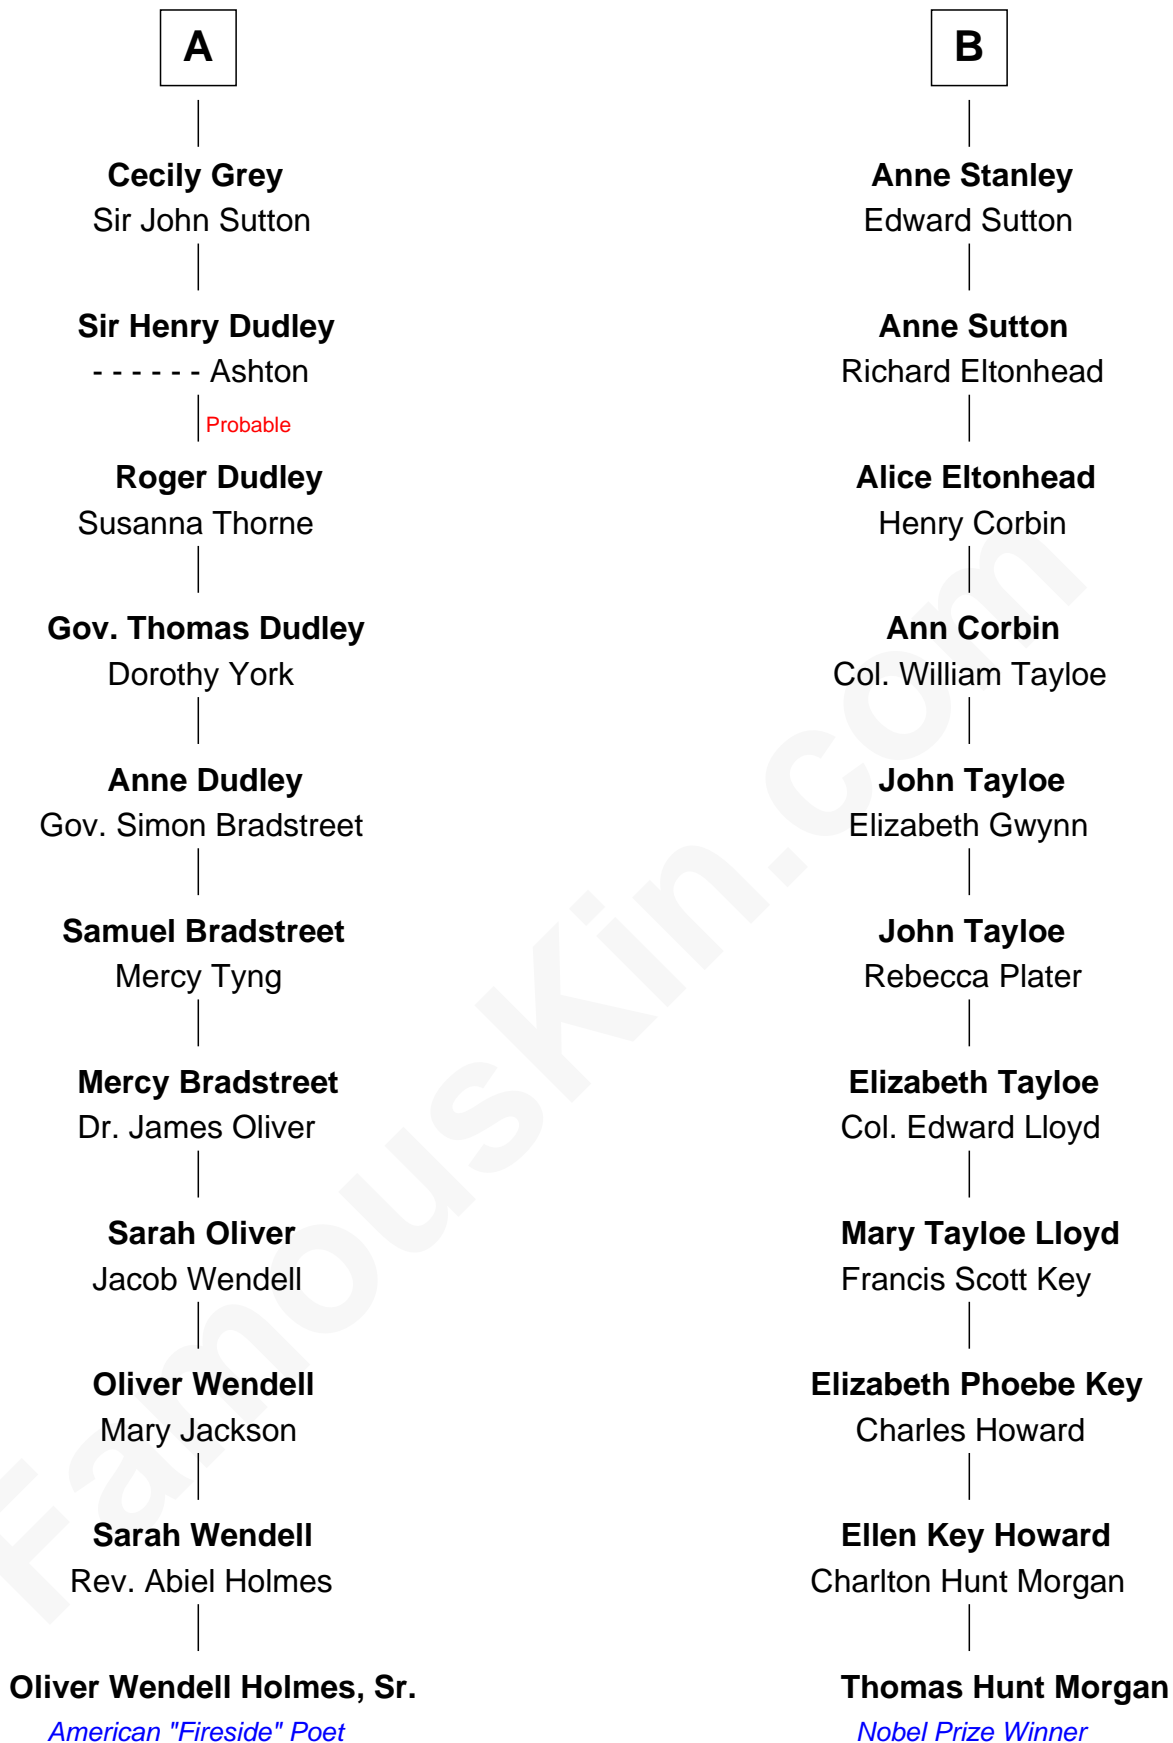 A
Cecily Grey
Sir John Sutton
Sir Henry Dudley
- - - - - - Ashton
Probable
Roger Dudley
Susanna Thorne
Gov. Thomas Dudley
Dorothy York
Anne Dudley
Gov. Simon Bradstreet
Samuel Bradstreet
Mercy Tyng
Mercy Bradstreet
Dr. James Oliver
Sarah Oliver
Jacob Wendell
Oliver Wendell
Mary Jackson
Sarah Wendell
Rev. Abiel Holmes
Oliver Wendell Holmes, Sr.
American "Fireside" Poet
B
Anne Stanley
Edward Sutton
Anne Sutton
Richard Eltonhead
Alice Eltonhead
Henry Corbin
Ann Corbin
Col. William Tayloe
John Tayloe
Elizabeth Gwynn
John Tayloe
Rebecca Plater
Elizabeth Tayloe
Col. Edward Lloyd
Mary Tayloe Lloyd
Francis Scott Key
Elizabeth Phoebe Key
Charles Howard
Ellen Key Howard
Charlton Hunt Morgan
Thomas Hunt Morgan
Nobel Prize Winner
FamousKin.com